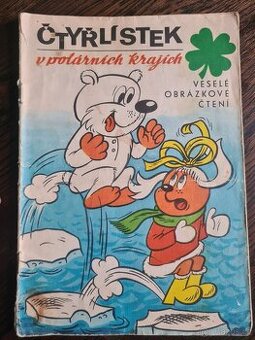 ČTYŘLÍSTEK
v polárních krajích
VESELÉ
OBRÁZKOVÉ
ČTENÍ